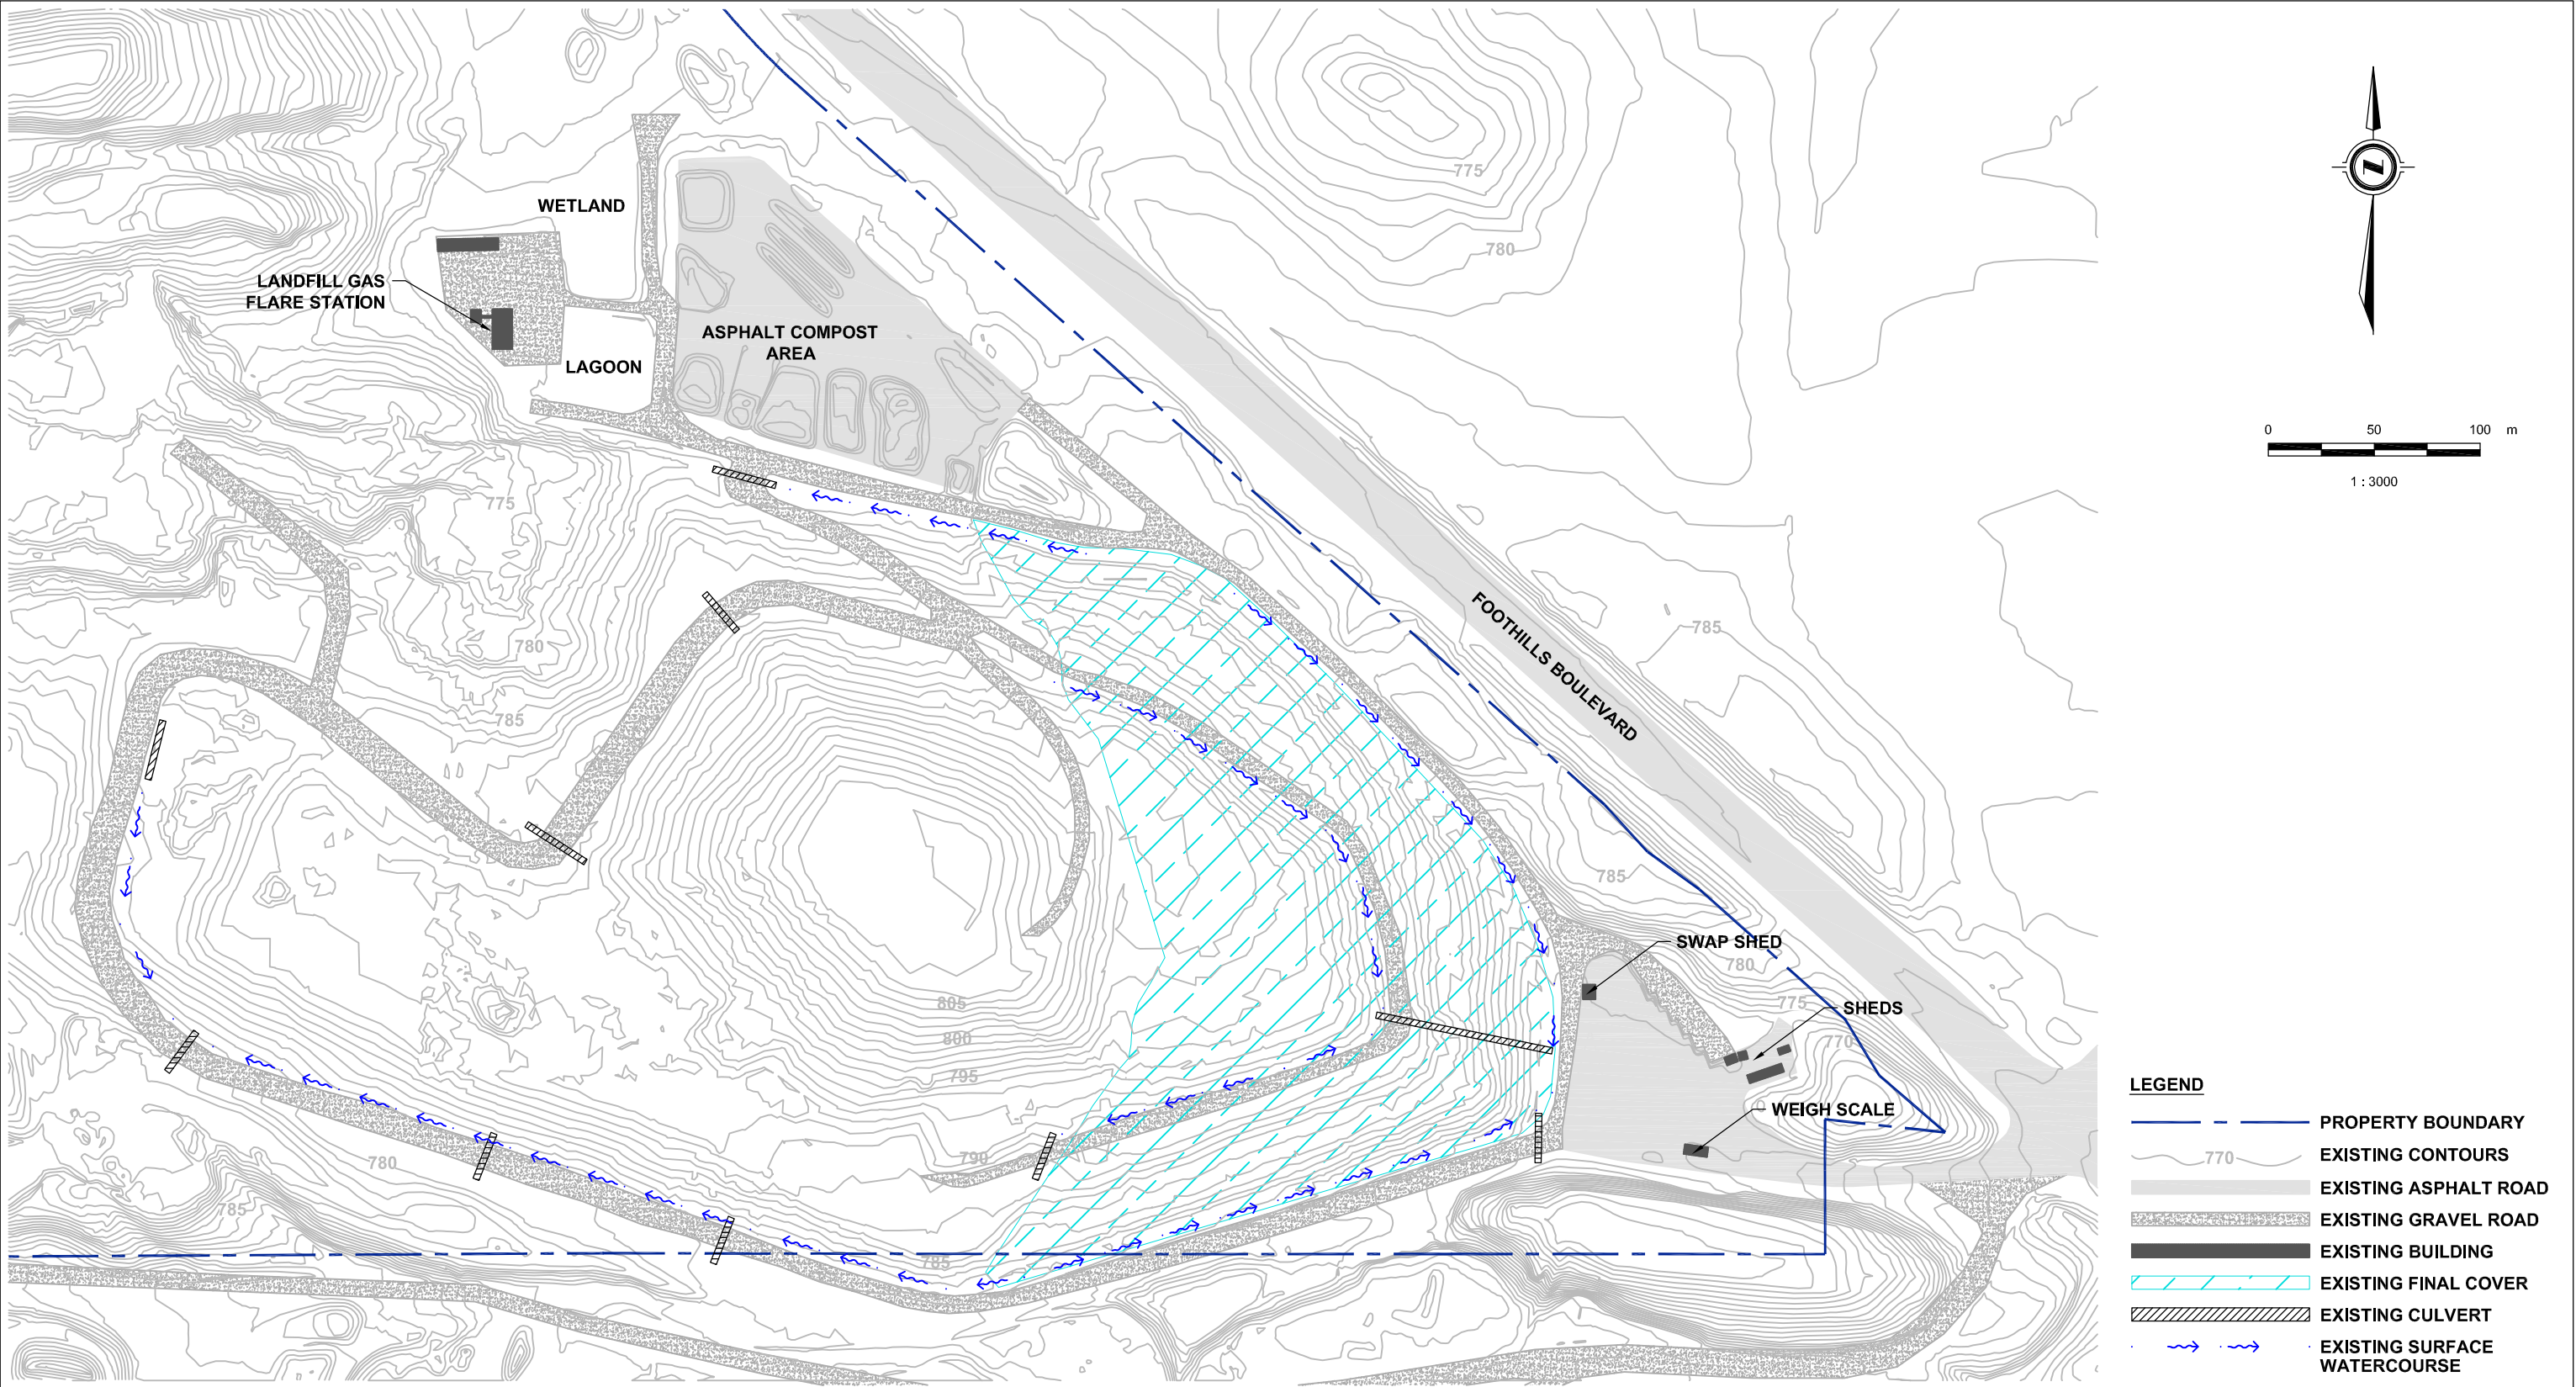 WETLAND
LANDFILL GAS
FLARE STATION
ASPHALT COMPOST
AREA
LAGOON
775
780
N
0 50 100 m
1 : 3000
775
780
785
785
FOOTHILLS BOULEVARD
785
SWAP SHED
780
775
SHEDS
770
805
800
795
790
WEIGH SCALE
780
785
785
LEGEND
PROPERTY BOUNDARY
770
EXISTING CONTOURS
EXISTING ASPHALT ROAD
EXISTING GRAVEL ROAD
EXISTING BUILDING
EXISTING FINAL COVER
EXISTING CULVERT
EXISTING SURFACE
WATERCOURSE